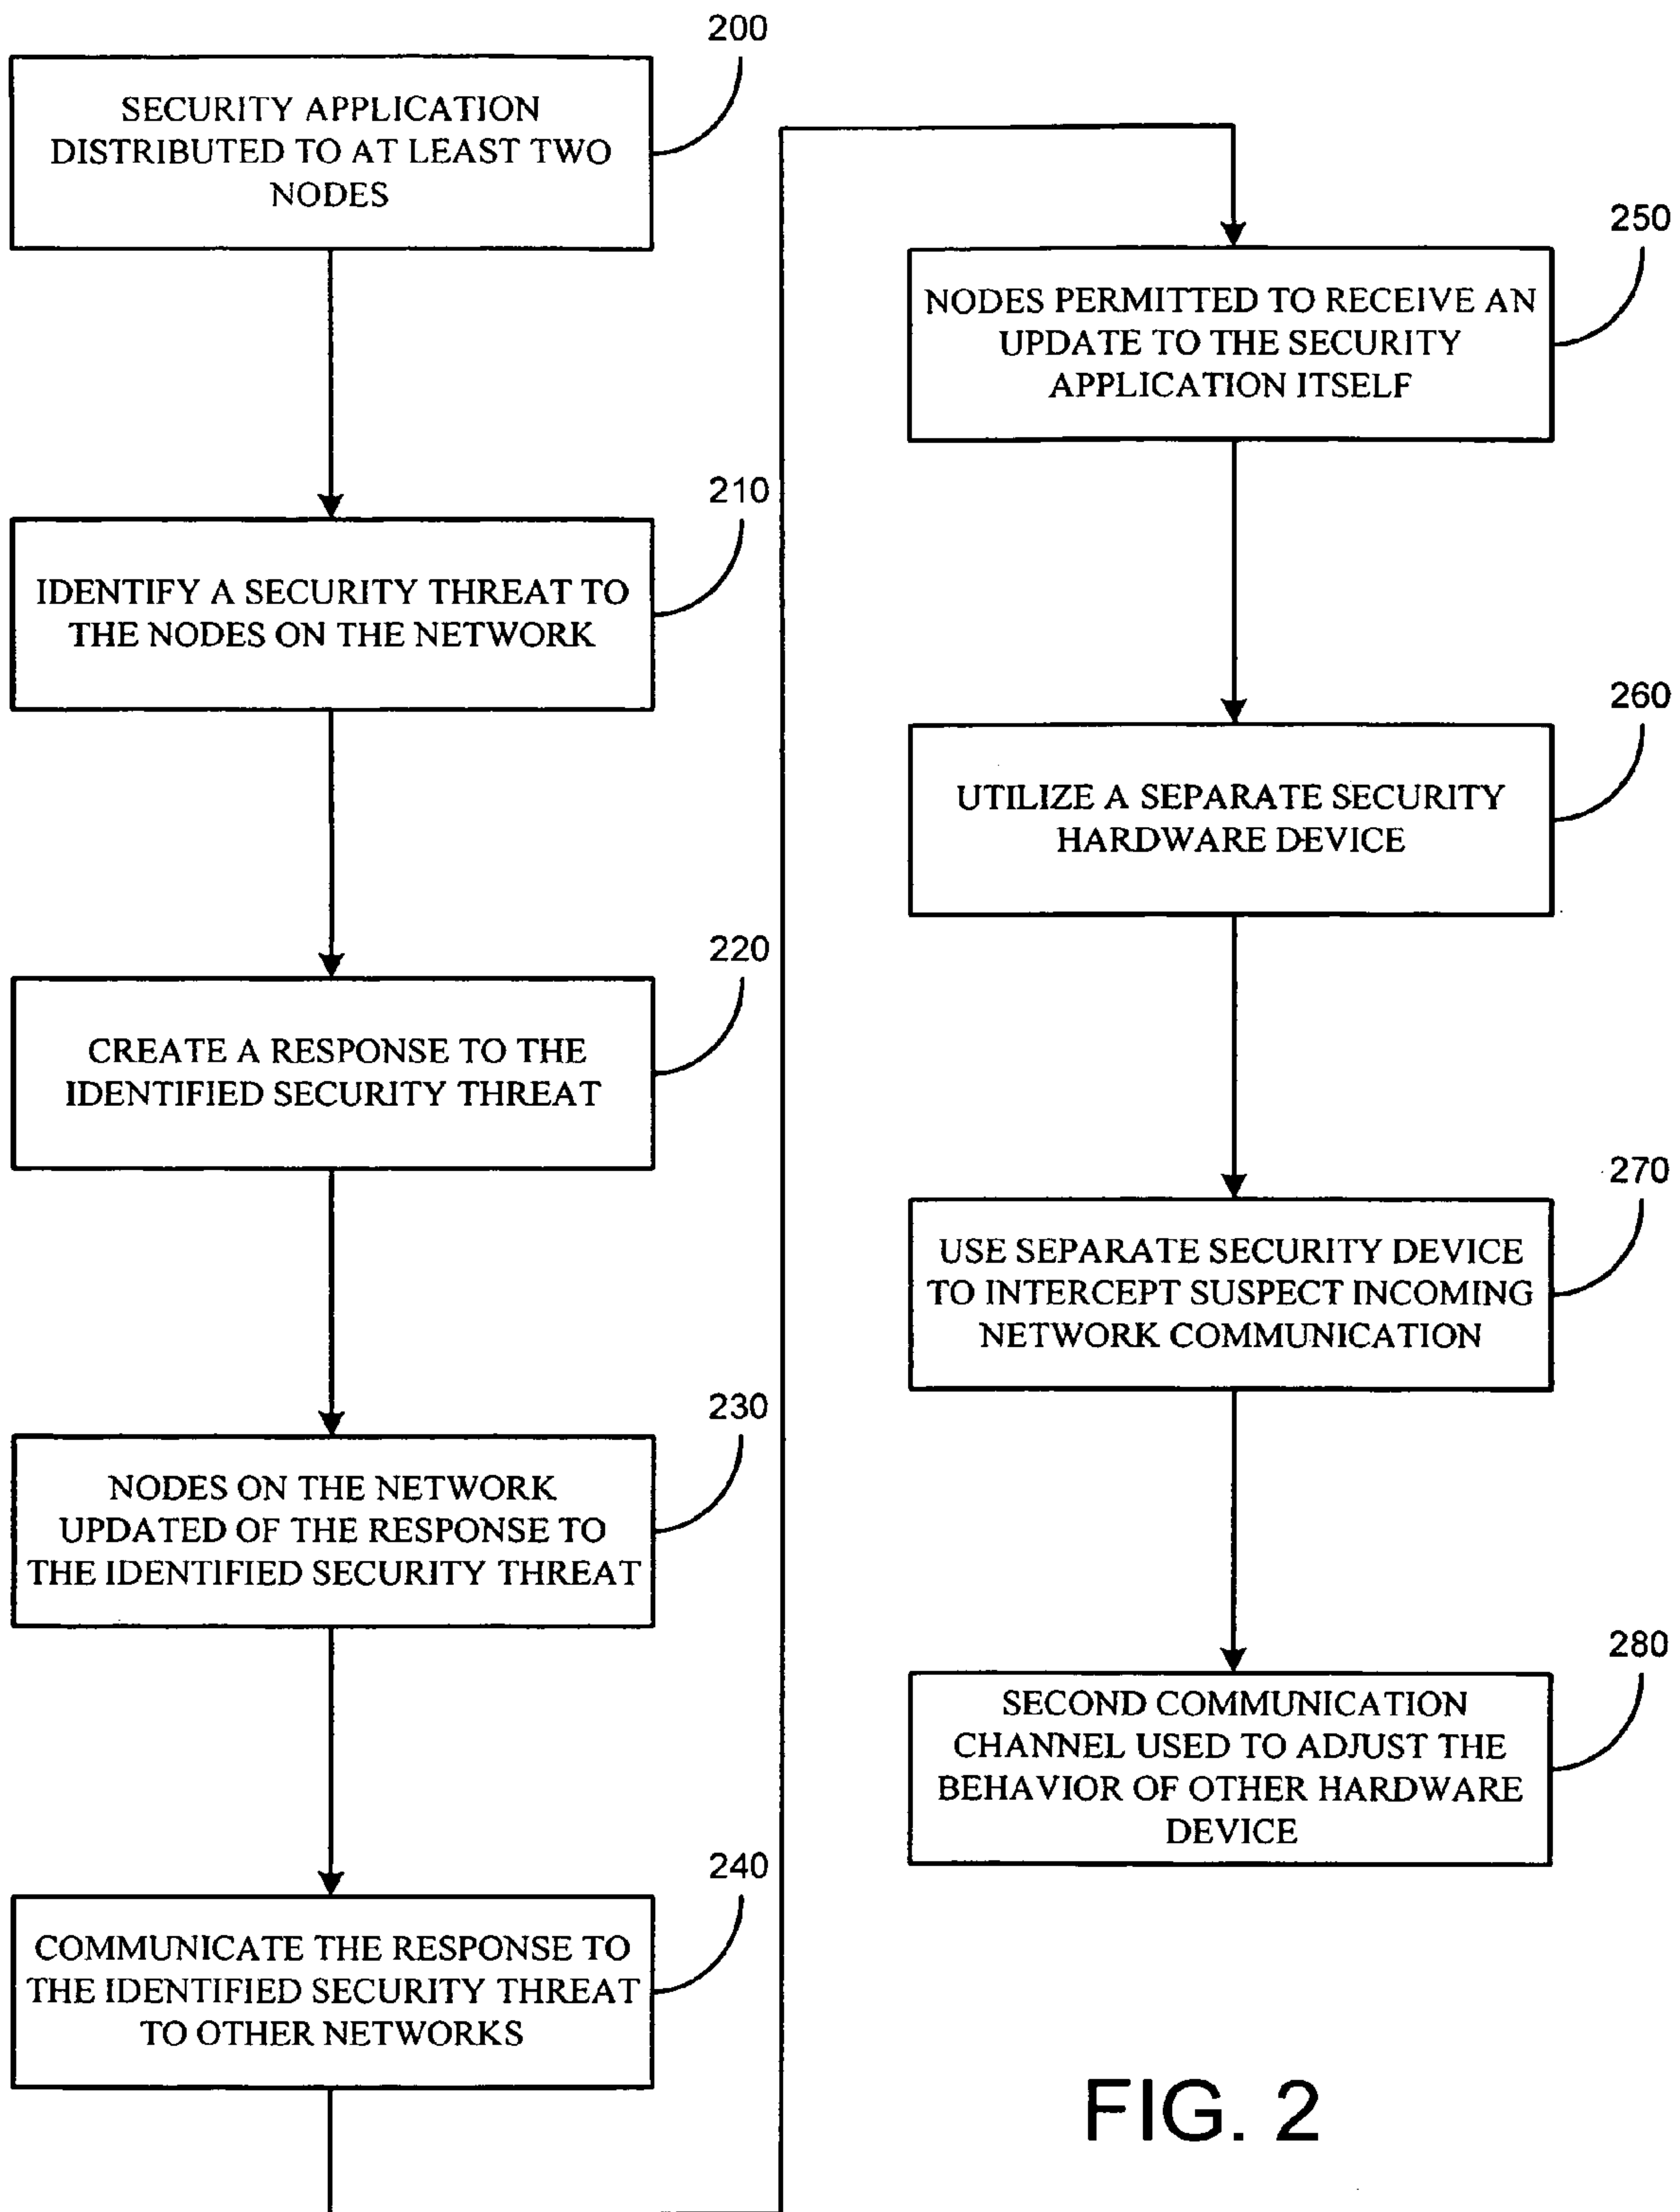 200
SECURITY APPLICATION
DISTRIBUTED TO AT LEAST TWO
NODES
210
IDENTIFY A SECURITY THREAT TO
THE NODES ON THE NETWORK
220
CREATE A RESPONSE TO THE
IDENTIFIED SECURITY THREAT
230
NODES ON THE NETWORK
UPDATED OF THE RESPONSE TO
THE IDENTIFIED SECURITY THREAT
240
COMMUNICATE THE RESPONSE TO
THE IDENTIFIED SECURITY THREAT
TO OTHER NETWORKS
250
NODES PERMITTED TO RECEIVE AN
UPDATE TO THE SECURITY
APPLICATION ITSELF
260
UTILIZE A SEPARATE SECURITY
HARDWARE DEVICE
270
USE SEPARATE SECURITY DEVICE
TO INTERCEPT SUSPECT INCOMING
NETWORK COMMUNICATION
280
SECOND COMMUNICATION
CHANNEL USED TO ADJUST THE
BEHAVIOR OF OTHER HARDWARE
DEVICE
FIG. 2